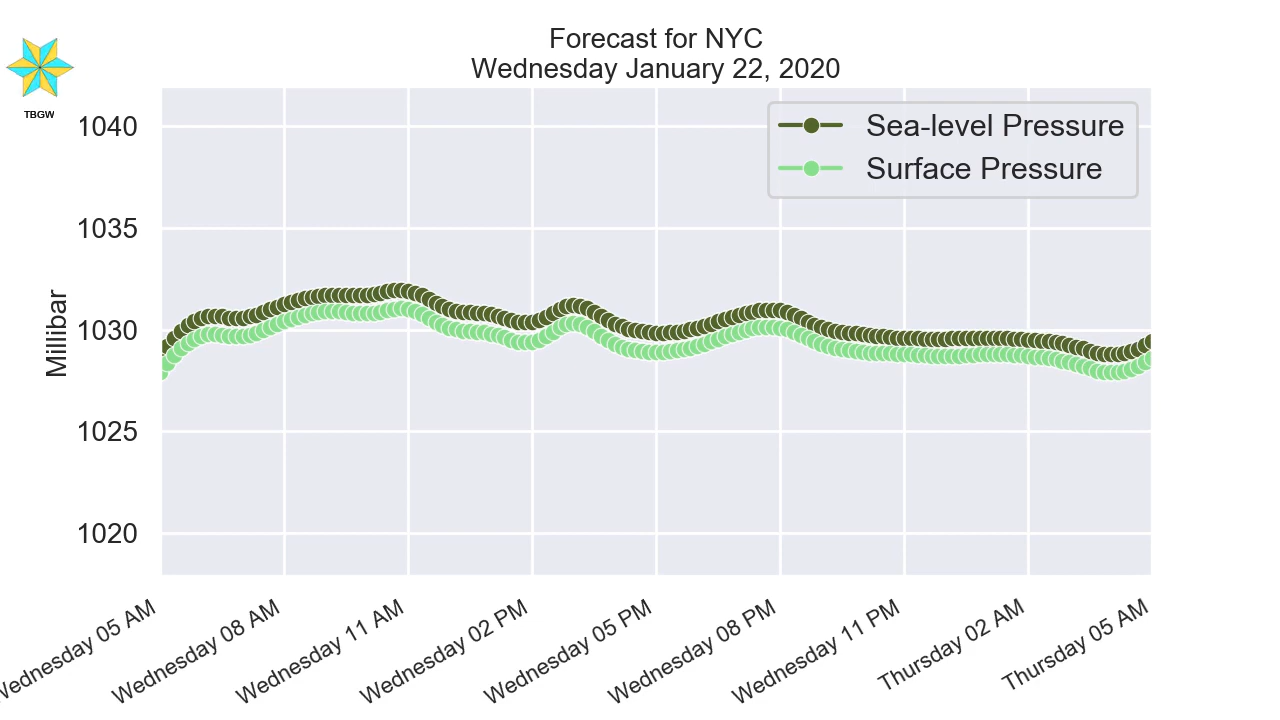 Forecast for NYC
Wednesday January 22, 2020
TBGW
Sea-level Pressure
Surface Pressure
Millibar
1040
1035
1030
1025
1020
Wednesday 05 AM
Wednesday 08 AM
Wednesday 11 AM
Wednesday 02 PM
Wednesday 05 PM
Wednesday 08 PM
Wednesday 11 PM
Thursday 02 AM
Thursday 05 AM